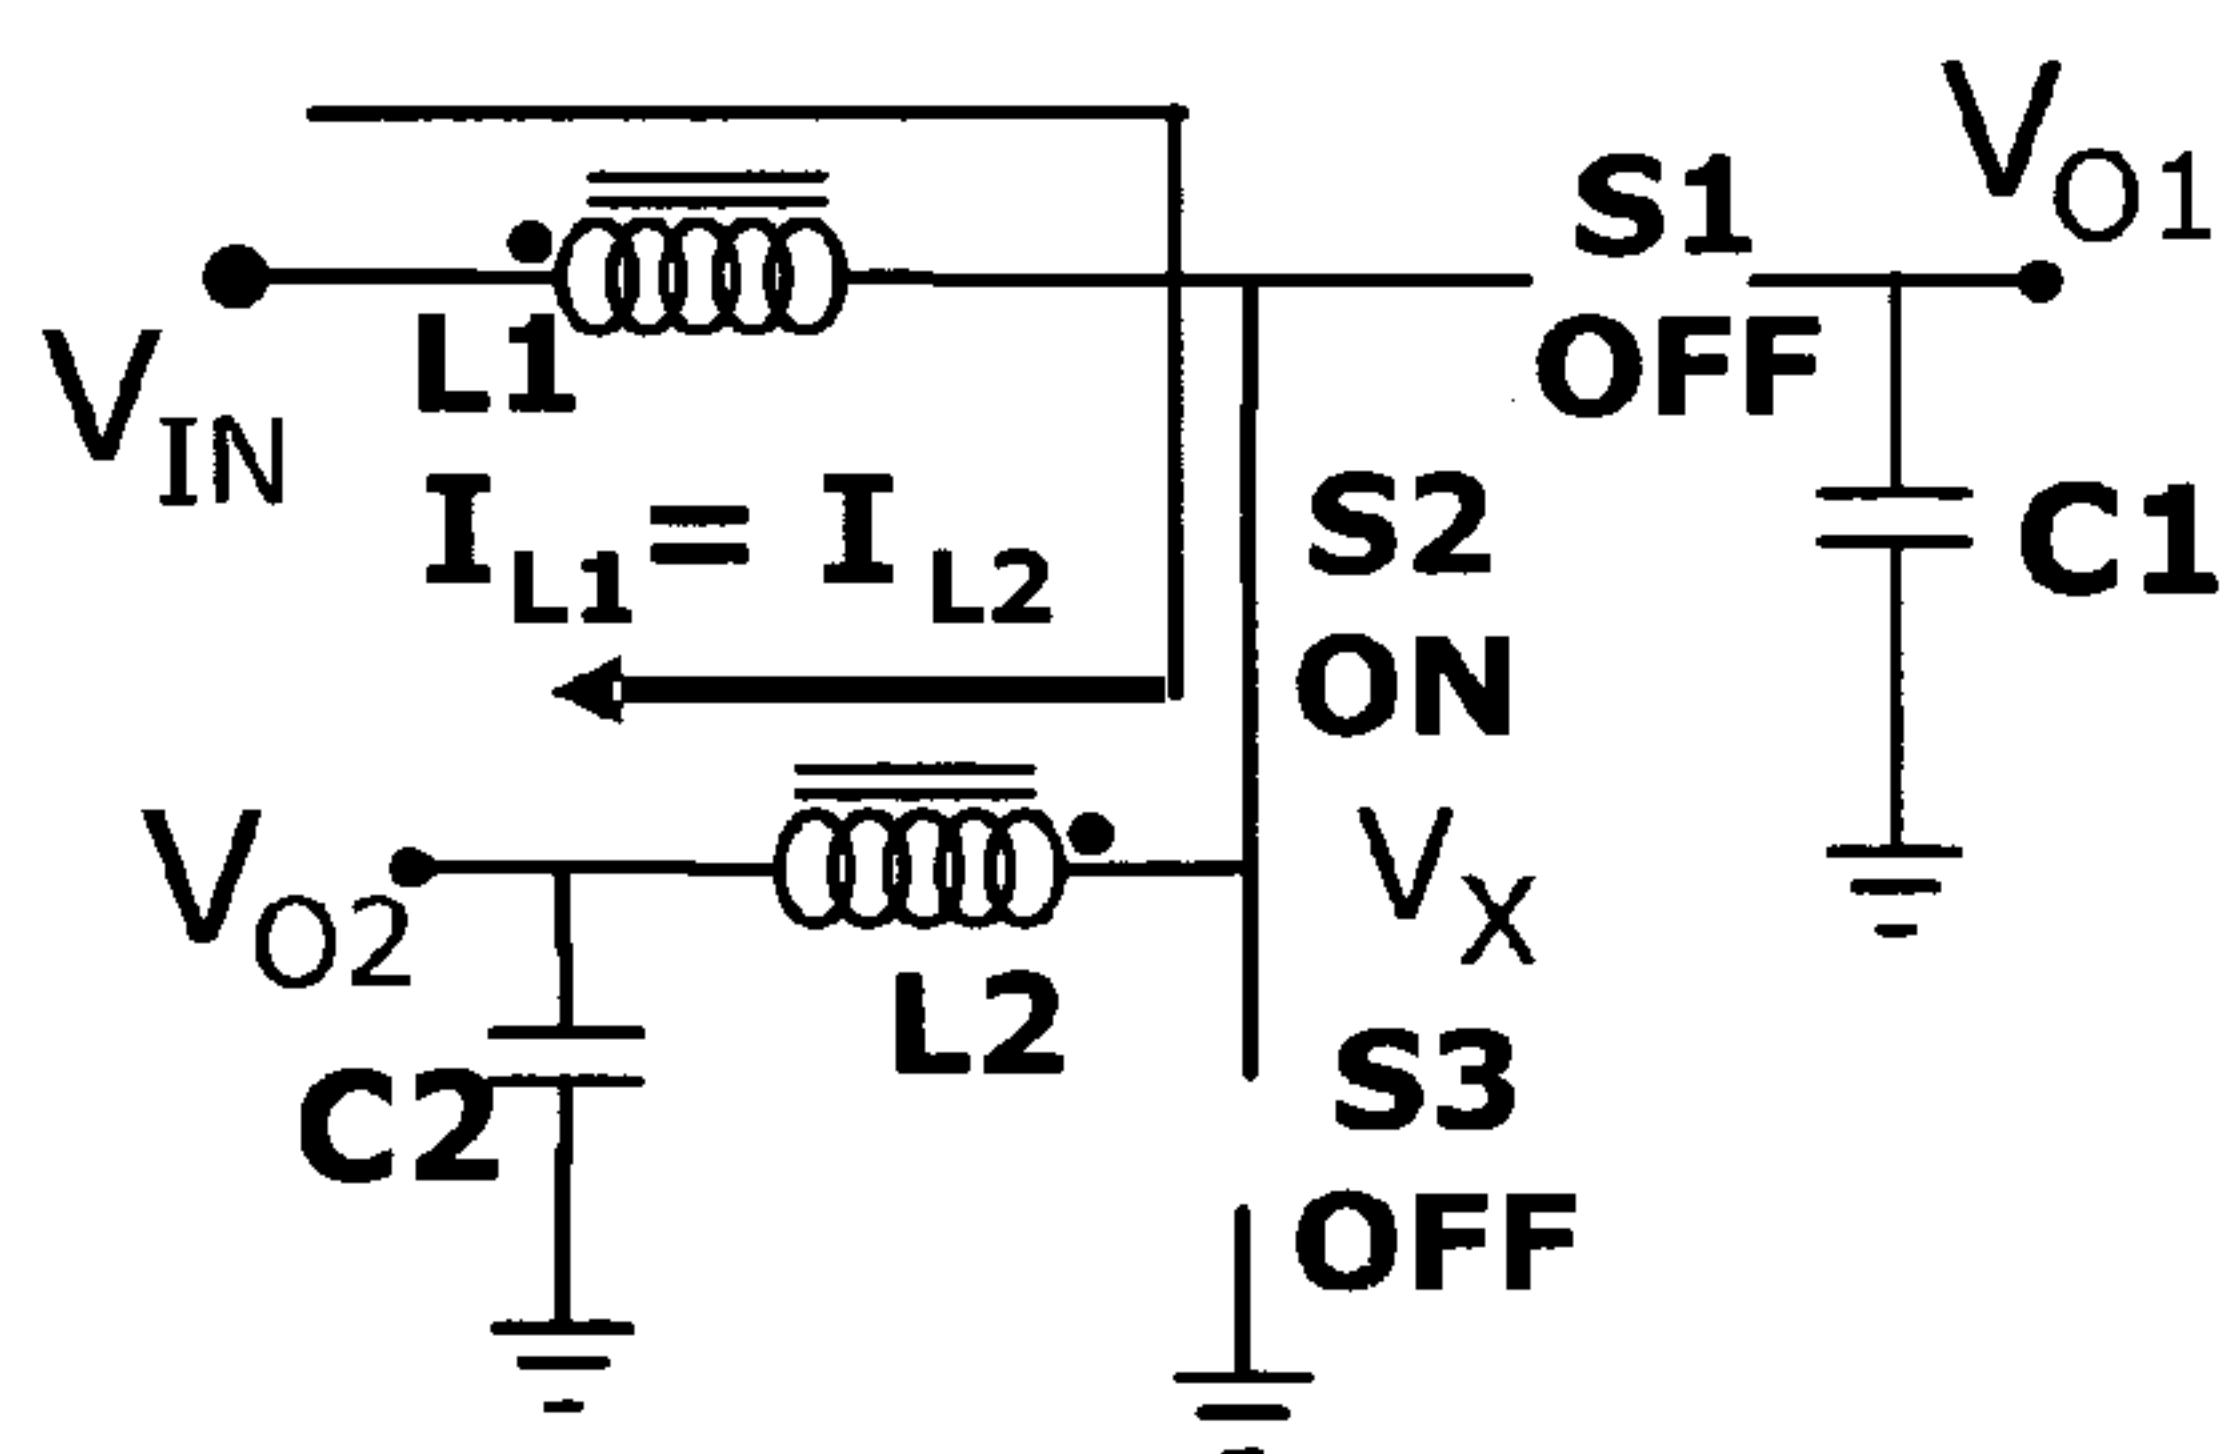 V_O1
S1
OFF
L1
V_IN
I_L1 = I_L2
S2
ON
C1
V_X
V_O2
L2
S3
OFF
C2